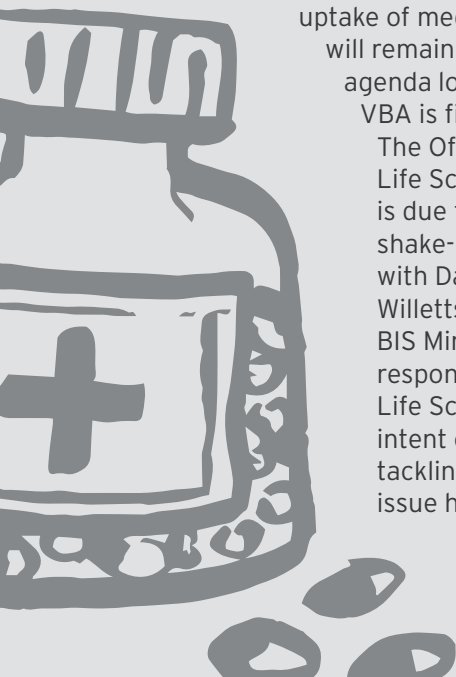 uptake of me
will remain
agenda lo
VBA is fi
The Of
Life Sc
is due
shake-
with Da
Willetts
BIS Min
respon
Life Sc
intent
tacklin
issue h